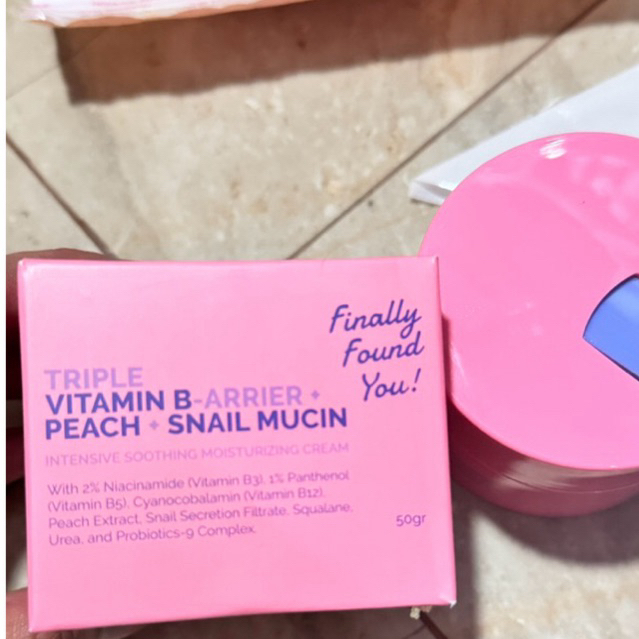 Finally
Found
You!
TRIPLE
VITAMIN B-ARRIER +
PEACH + SNAIL MUCIN
INTENSIVE SOOTHING MOISTURIZING CREAM
With 2% Niacinamide (Vitamin B3), 1% Panthenol
(Vitamin B5), Cyanocobalamin (Vitamin B12),
Peach Extract, Snail Secretion Filtrate, Squalane,
Urea, and Probiotics-9 Complex.
50gr